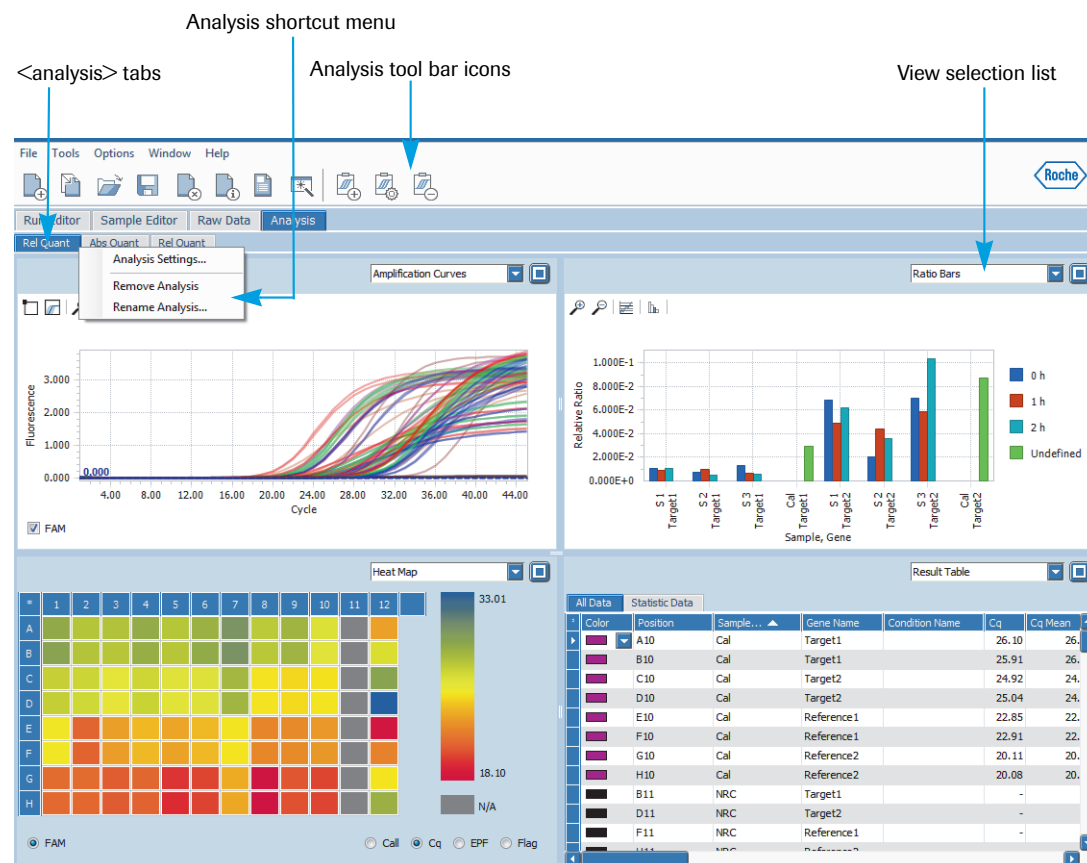 Analysis shortcut menu
<analysis> tabs
Analysis tool bar icons
View selection list
File Tools Options Window Help
Roche
Sample Editor Raw Data Analysis
Rel Quant Abs Quant Rel Quant
Analysis Settings...
Remove Analysis
Rename Analysis...
Amplification Curves
Ratio Bars
Fluorescence
3.000
2.000
1.000
0.000
0.000
4.00 8.00 12.00 16.00 20.00 24.00 28.00 32.00 36.00 40.00 44.00
Cycle
FAM
Relative Ratio
1.000E-1
8.000E-2
6.000E-2
4.000E-2
2.000E-2
0.000E+0
S 1 Target1
S 2 Target1
S 3 Target1
Cal Target1
S 1 Target2
S 2 Target2
S 3 Target2
Cal Target2
Sample, Gene
0 h
1 h
2 h
Undefined
Heat Map
1 2 3 4 5 6 7 8 9 10 11 12
A
B
C
D
E
F
G
H
33.01
18.10
N/A
FAM
Call Cq EPF Flag
Result Table
All Data Statistic Data
Color Position Sample... Gene Name Condition Name Cq Cq Mean
A10 Cal Target1 26.10 26.
B10 Cal Target1 25.91 26.
C10 Cal Target2 24.92 24.
D10 Cal Target2 25.04 24.
E10 Cal Reference1 22.85 22.
F10 Cal Reference1 22.91 22.
G10 Cal Reference2 20.11 20.
H10 Cal Reference2 20.08 20.
B11 NRC Target1 -
D11 NRC Target2 -
F11 NRC Reference1 -